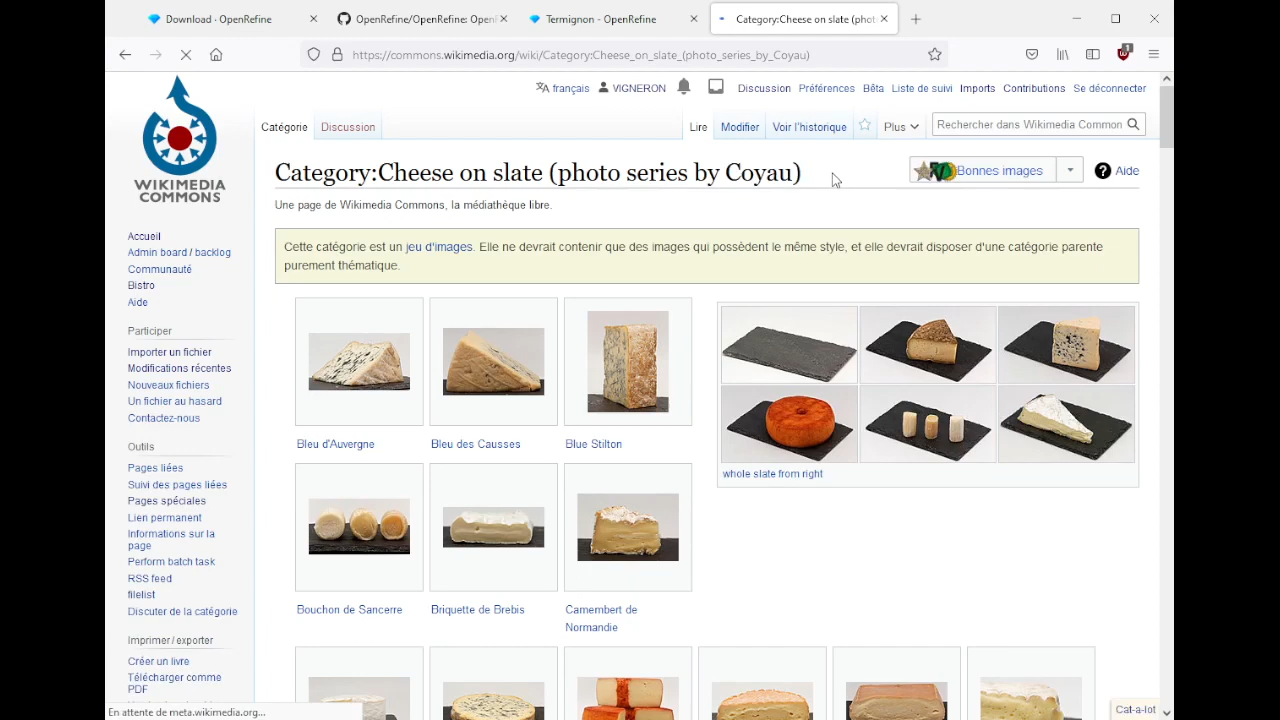 Download · OpenRefine
OpenRefine/OpenRefine: OpenI
Termignon - OpenRefine
Category:Cheese on slate (phot
https://commons.wikimedia.org/wiki/Category:Cheese_on_slate_(photo_series_by_Coyau)
1
français
VIGNERON
Discussion
Préférences
Bêta
Liste de suivi
Imports
Contributions
Se déconnecter
Catégorie
Discussion
Lire
Modifier
Voir l'historique
Plus
Rechercher dans Wikimedia Common
WIKIMEDIA
COMMONS
Category:Cheese on slate (photo series by Coyau)
Bonnes images
Aide
Une page de Wikimedia Commons, la médiathèque libre.
Cette catégorie est un jeu d'images. Elle ne devrait contenir que des images qui possèdent le même style, et elle devrait disposer d'une catégorie parente
purement thématique.
Accueil
Admin board / backlog
Communauté
Bistro
Aide
Participer
Importer un fichier
Modifications récentes
Nouveaux fichiers
Un fichier au hasard
Contactez-nous
Outils
Pages liées
Suivi des pages liées
Pages spéciales
Lien permanent
Informations sur la
page
Perform batch task
RSS feed
filelist
Discuter de la catégorie
Imprimer / exporter
Créer un livre
Télécharger comme
PDF
Bleu d'Auvergne
Bleu des Causses
Blue Stilton
whole slate from right
Bouchon de Sancerre
Briquette de Brebis
Camembert de
Normandie
En attente de meta.wikimedia.org...
Cat-a-lot